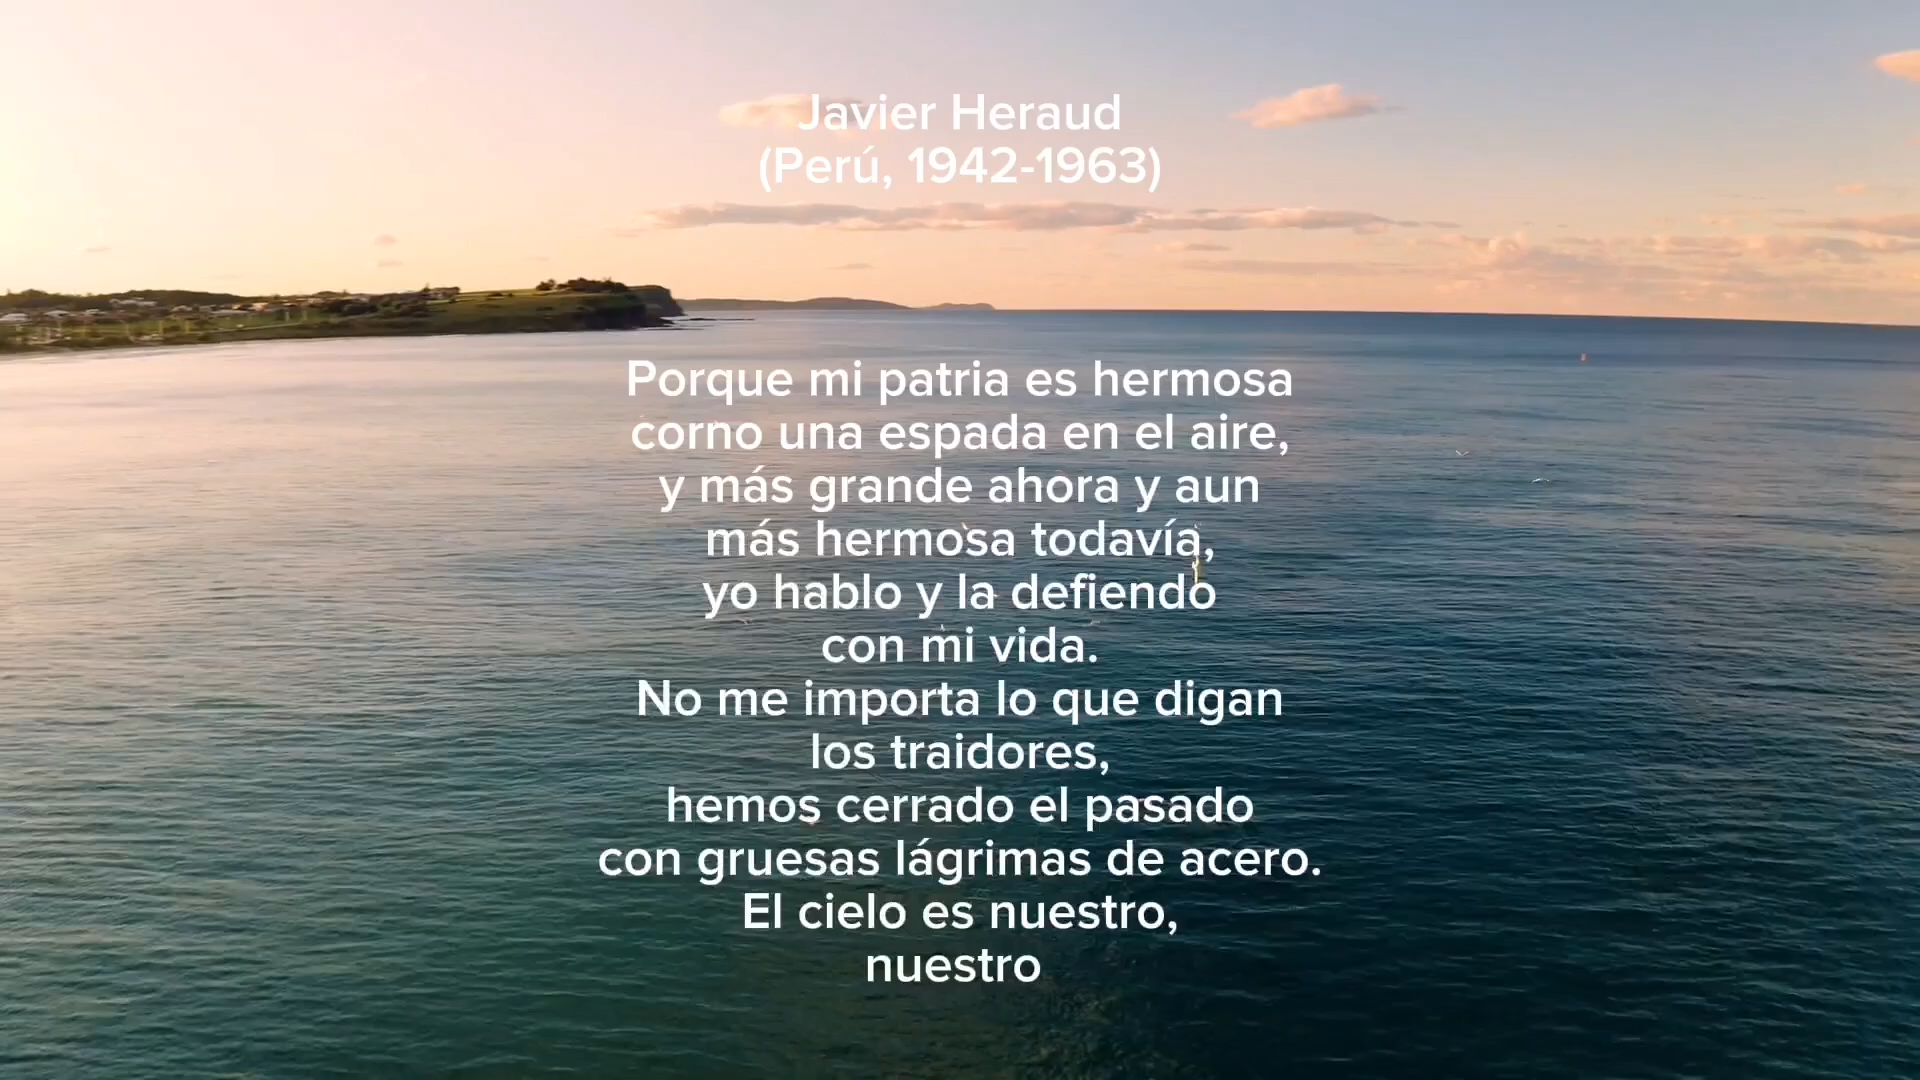 Javier Heraud
(Perú, 1942-1963)
Porque mi patria es hermosa
corno una espada en el aire,
y más grande ahora y aun
más hermosa todavía,
yo hablo y la defiendo
con mi vida.
No me importa lo que digan
los traidores,
hemos cerrado el pasado
con gruesas lágrimas de acero.
El cielo es nuestro,
nuestro